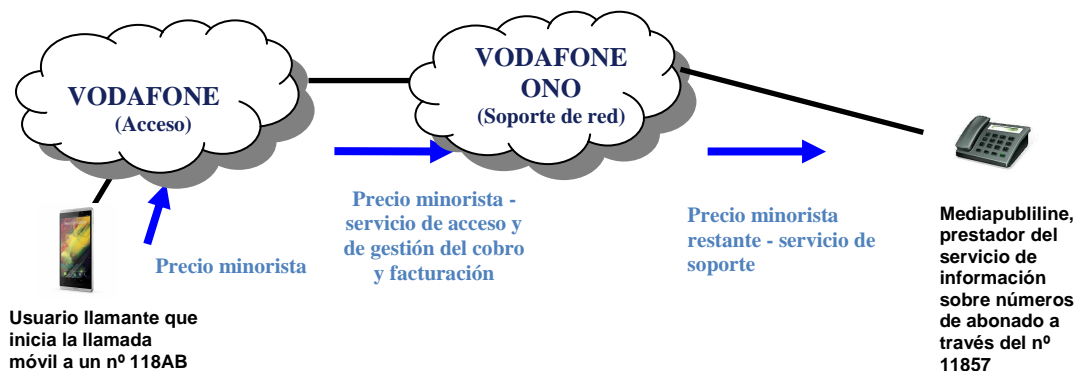 VODAFONE
(Acceso)
VODAFONE
ONO
(Soporte de red)
Precio minorista
Precio minorista -
servicio de acceso y
de gestión del cobro
y facturación
Precio minorista
restante - servicio de
soporte
Usuario llamante que
inicia la llamada
móvil a un nº 118AB
Mediapubliline,
prestador del
servicio de
información
sobre números
de abonado a
través del nº
11857